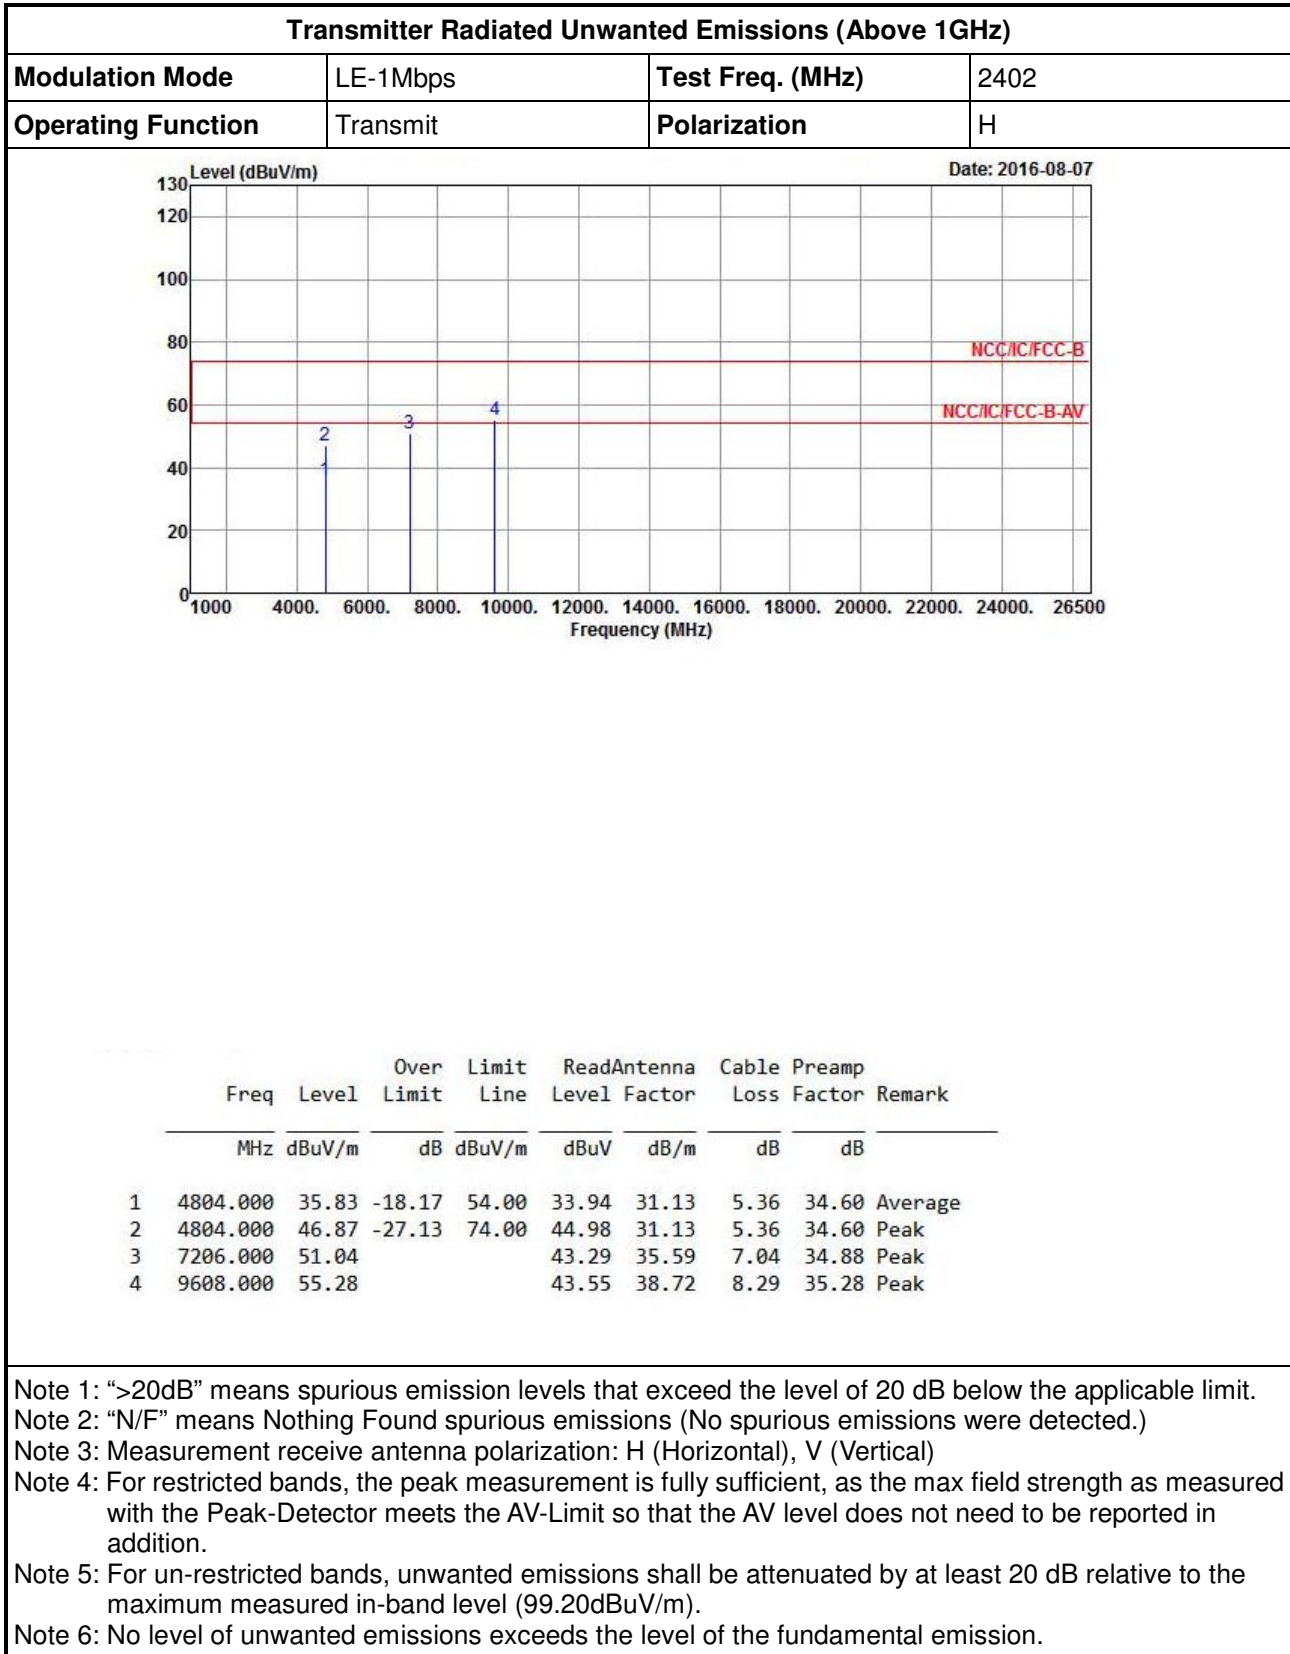 Transmitter Radiated Unwanted Emissions (Above 1GHz)
Modulation Mode LE-1Mbps Test Freq. (MHz) 2402
Operating Function Transmit Polarization H
Level (dBuV/m) Date: 2016-08-07
130
120
100
80
NCC/IC/FCC-B
60
4
NCC/IC/FCC-B-AV
3
2
40
1
20
0
1000 4000. 6000. 8000. 10000. 12000. 14000. 16000. 18000. 20000. 22000. 24000. 26500
Frequency (MHz)
Over Limit ReadAntenna Cable Preamp
Freq Level Limit Line Level Factor Loss Factor Remark
MHz dBuV/m dB dBuV/m dBuV dB/m dB dB
1 4804.000 35.83 -18.17 54.00 33.94 31.13 5.36 34.60 Average
2 4804.000 46.87 -27.13 74.00 44.98 31.13 5.36 34.60 Peak
3 7206.000 51.04 43.29 35.59 7.04 34.88 Peak
4 9608.000 55.28 43.55 38.72 8.29 35.28 Peak
Note 1: “>20dB” means spurious emission levels that exceed the level of 20 dB below the applicable limit.
Note 2: “N/F” means Nothing Found spurious emissions (No spurious emissions were detected.)
Note 3: Measurement receive antenna polarization: H (Horizontal), V (Vertical)
Note 4: For restricted bands, the peak measurement is fully sufficient, as the max field strength as measured
with the Peak-Detector meets the AV-Limit so that the AV level does not need to be reported in
addition.
Note 5: For un-restricted bands, unwanted emissions shall be attenuated by at least 20 dB relative to the
maximum measured in-band level (99.20dBuV/m).
Note 6: No level of unwanted emissions exceeds the level of the fundamental emission.